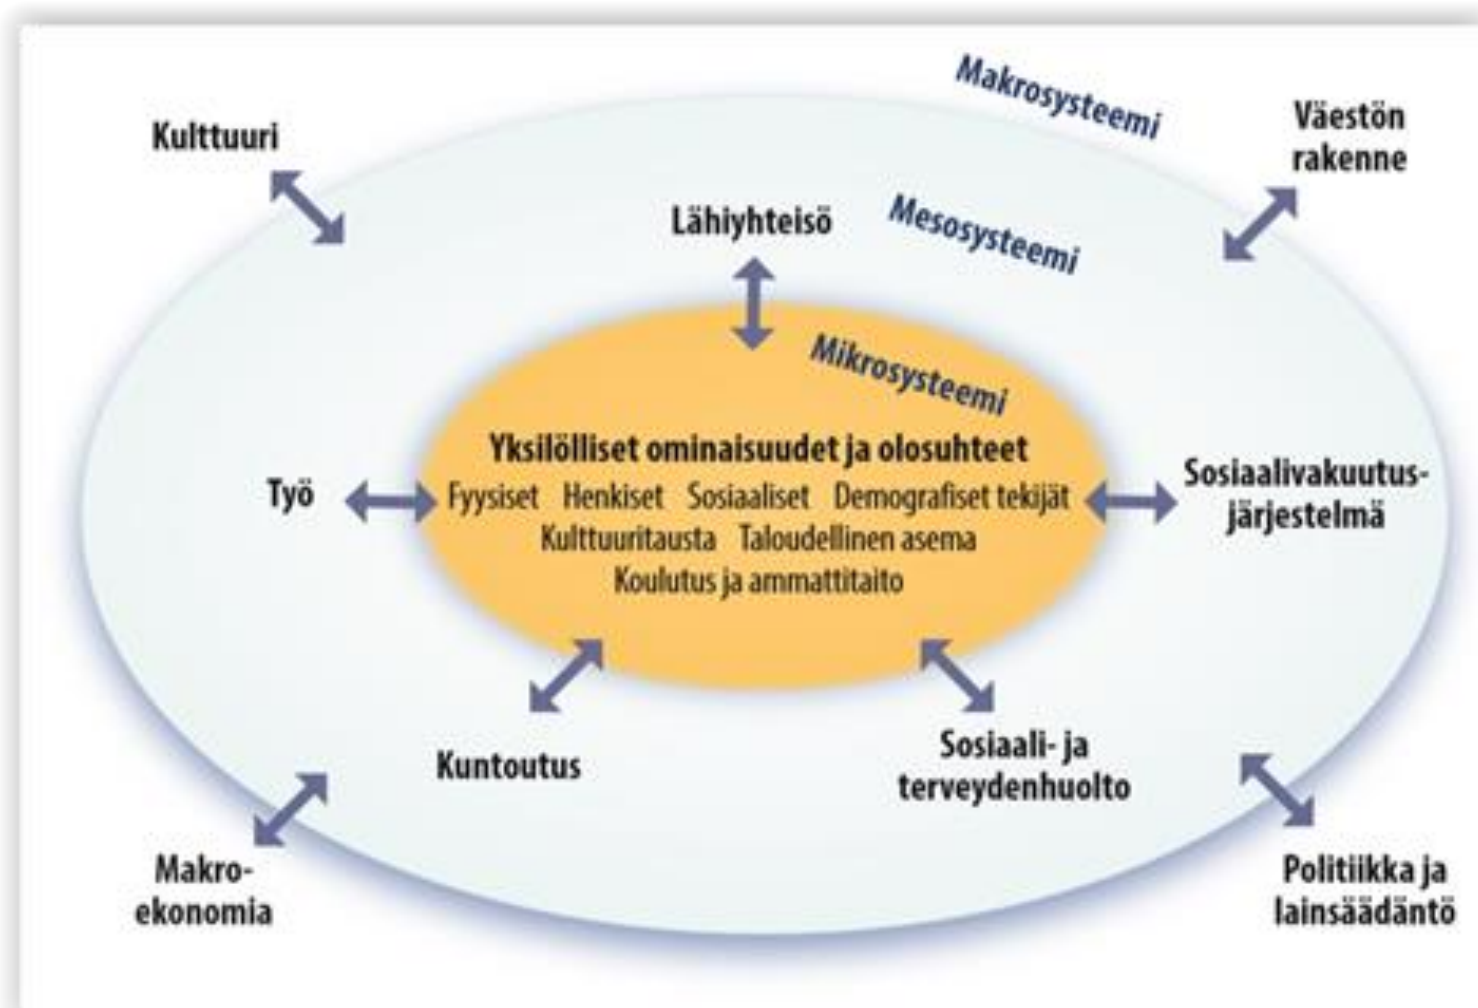 Makrosysteemi
Kulttuuri
Väestön
rakenne
Lähiyhteisö
Mesosysteemi
Mikrosysteemi
Yksilölliset ominaisuudet ja olosuhteet
Työ
Fyysiset Henkiset Sosiaaliset Demografiset tekijät
Kulttuuritausta Taloudellinen asema
Koulutus ja ammattitaito
Sosiaalivakuutus-
järjestelmä
Kuntoutus
Sosiaali- ja
terveydenhuolto
Makro-
ekonomia
Politiikka ja
lainsäädäntö